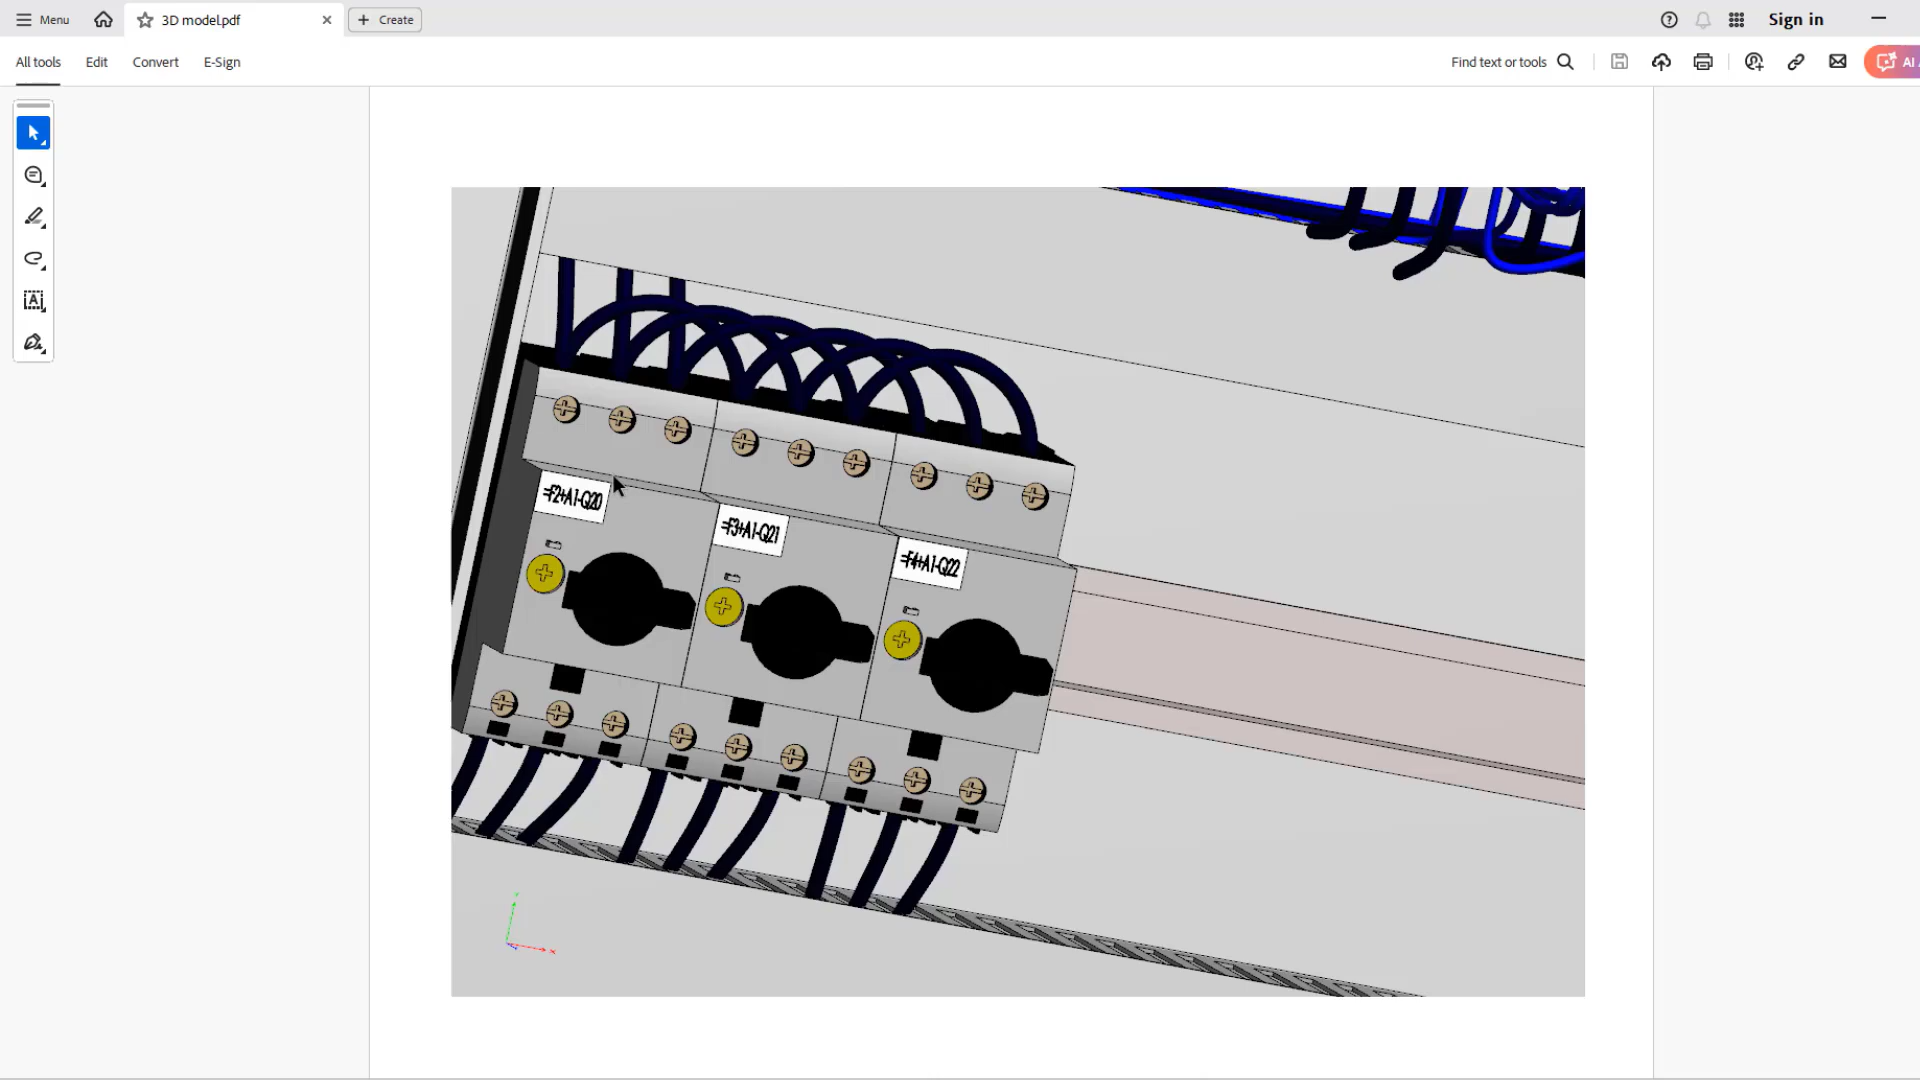 Menu
3D model.pdf
Create
Sign in
All tools
Edit
Convert
E-Sign
Find text or tools
AI
=F2+A1-Q20
=F3+A1-Q21
=F4+A1-Q22